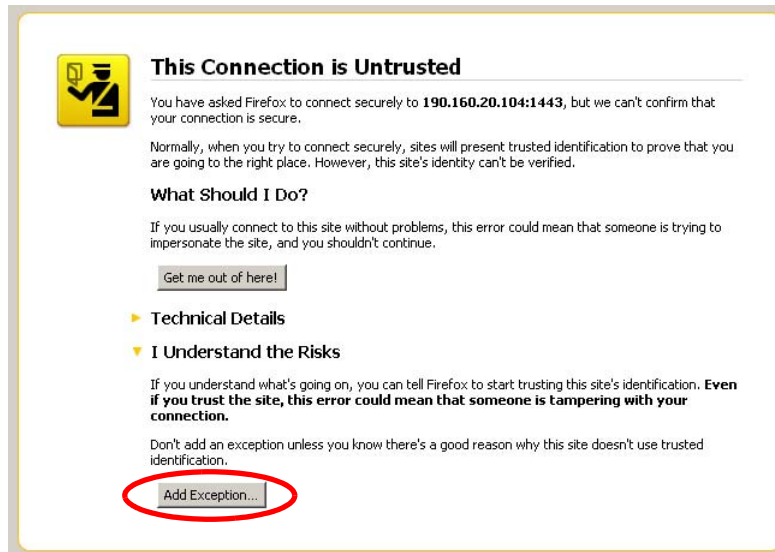 This Connection is Untrusted
You have asked Firefox to connect securely to 190.160.20.104:1443, but we can't confirm that
your connection is secure.
Normally, when you try to connect securely, sites will present trusted identification to prove that you
are going to the right place. However, this site's identity can't be verified.
What Should I Do?
If you usually connect to this site without problems, this error could mean that someone is trying to
impersonate the site, and you shouldn't continue.
Get me out of here!
Technical Details
I Understand the Risks
If you understand what's going on, you can tell Firefox to start trusting this site's identification. Even
if you trust the site, this error could mean that someone is tampering with your
connection.
Don't add an exception unless you know there's a good reason why this site doesn't use trusted
identification.
Add Exception...